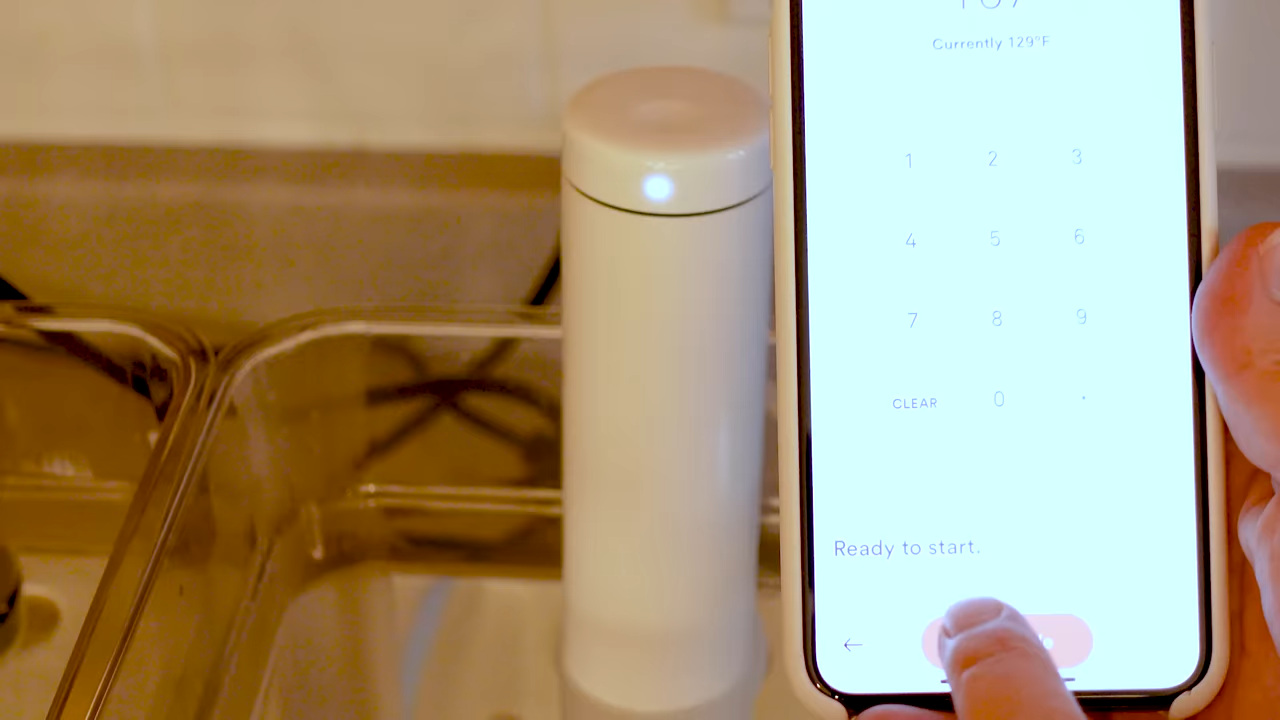 Currently 129°F
1 2 3
4 5 6
7 8 9
CLEAR 0 .
Ready to start.
←